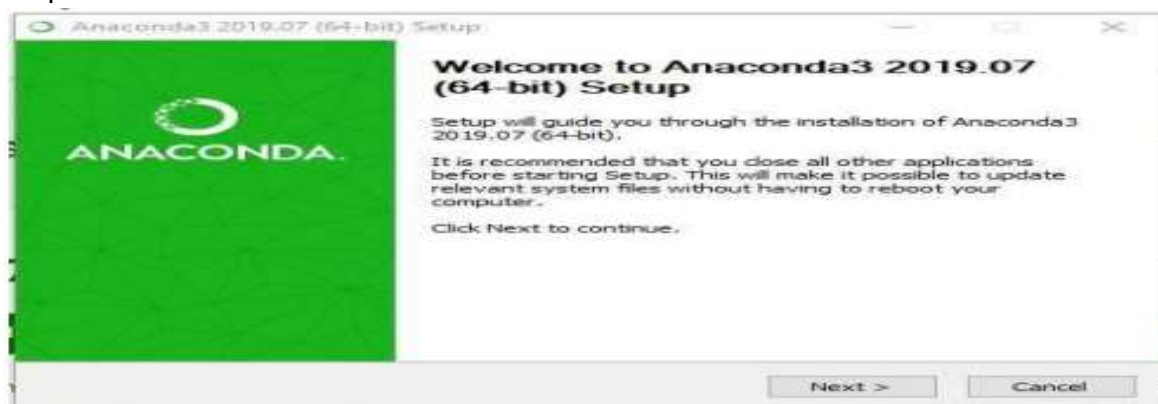 Anaconda3 2019.07 (64-bit) Setup
Welcome to Anaconda3 2019.07
(64-bit) Setup
Setup will guide you through the installation of Anaconda3
2019.07 (64-bit).
ANACONDA.
It is recommended that you close all other applications
before starting Setup. This will make it possible to update
relevant system files without having to reboot your
computer.
Click Next to continue.
Next >
Cancel